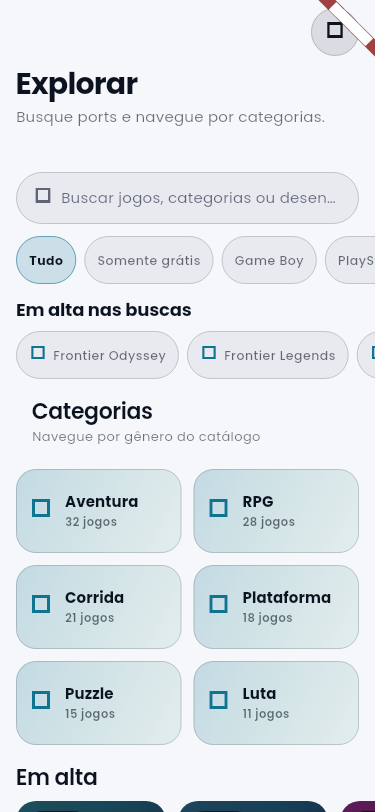 Explorar
Busque ports e navegue por categorias.
Buscar jogos, categorias ou desen...
Tudo
Somente grátis
Game Boy
PlayS
Em alta nas buscas
Frontier Odyssey
Frontier Legends
Categorias
Navegue por gênero do catálogo
Aventura
32 jogos
RPG
28 jogos
Corrida
21 jogos
Plataforma
18 jogos
Puzzle
15 jogos
Luta
11 jogos
Em alta